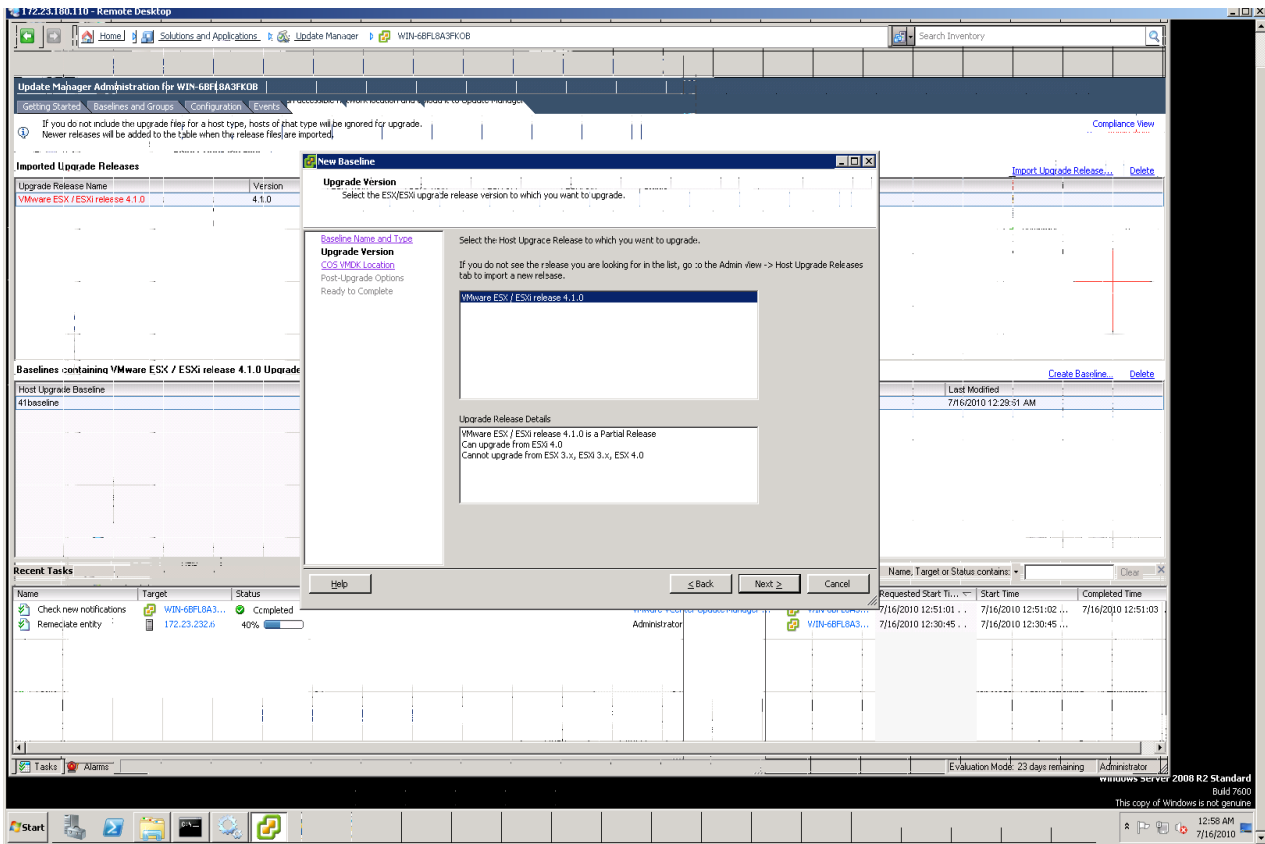 172.23.180.110 - Remote Desktop
Home
Solutions and Applications
Update Manager
WIN-6BFL8A3FKOB
Search Inventory
Update Manager Administration for WIN-6BFL8A3FKOB
Getting Started
Baselines and Groups
Configuration
Events
If you do not include the upgrade files for a host type, hosts of that type will be ignored for upgrade.
Newer releases will be added to the table when the release files are imported.
Compliance View
Imported Upgrade Releases
Import Upgrade Release...
Delete
Upgrade Release Name
Version
VMware ESX / ESXi release 4.1.0
4.1.0
New Baseline
Upgrade Version
Select the ESX/ESXi upgrade release version to which you want to upgrade.
Baseline Name and Type
Upgrade Version
COS VMDK Location
Post-Upgrade Options
Ready to Complete
Select the Host Upgrace Release to which you want to upgrade.
If you do not see the release you are looking for in the list, go to the Admin View -> Host Upgrade Releases
tab to import a new release.
VMware ESX / ESXi release 4.1.0
Upgrade Release Details
VMware ESX / ESXi release 4.1.0 is a Partial Release
Can upgrade from ESXi 4.0
Cannot upgrade from ESX 3.x, ESXi 3.x, ESX 4.0
Help
< Back
Next >
Cancel
Baselines containing VMware ESX / ESXi release 4.1.0 Upgrade
Create Baseline...
Delete
Host Upgrade Baseline
Last Modified
41baseline
7/16/2010 12:29:51 AM
Recent Tasks
Name, Target or Status contains:
Clear
Name
Target
Status
Requested Start Ti...
Start Time
Completed Time
Check new notifications
WIN-6BFL8A3...
Completed
VMware vCenter Update Manager ...
WIN-6BFL8A3...
7/16/2010 12:51:01 ...
7/16/2010 12:51:02 ...
7/16/2010 12:51:03
Remediate entity
172.23.232.6
40%
Administrator
WIN-6BFL8A3...
7/16/2010 12:30:45 ...
7/16/2010 12:30:45 ...
Tasks
Alarms
Evaluation Mode: 23 days remaining
Administrator
Windows Server 2008 R2 Standard
Build 7600
This copy of Windows is not genuine
Start
12:58 AM
7/16/2010